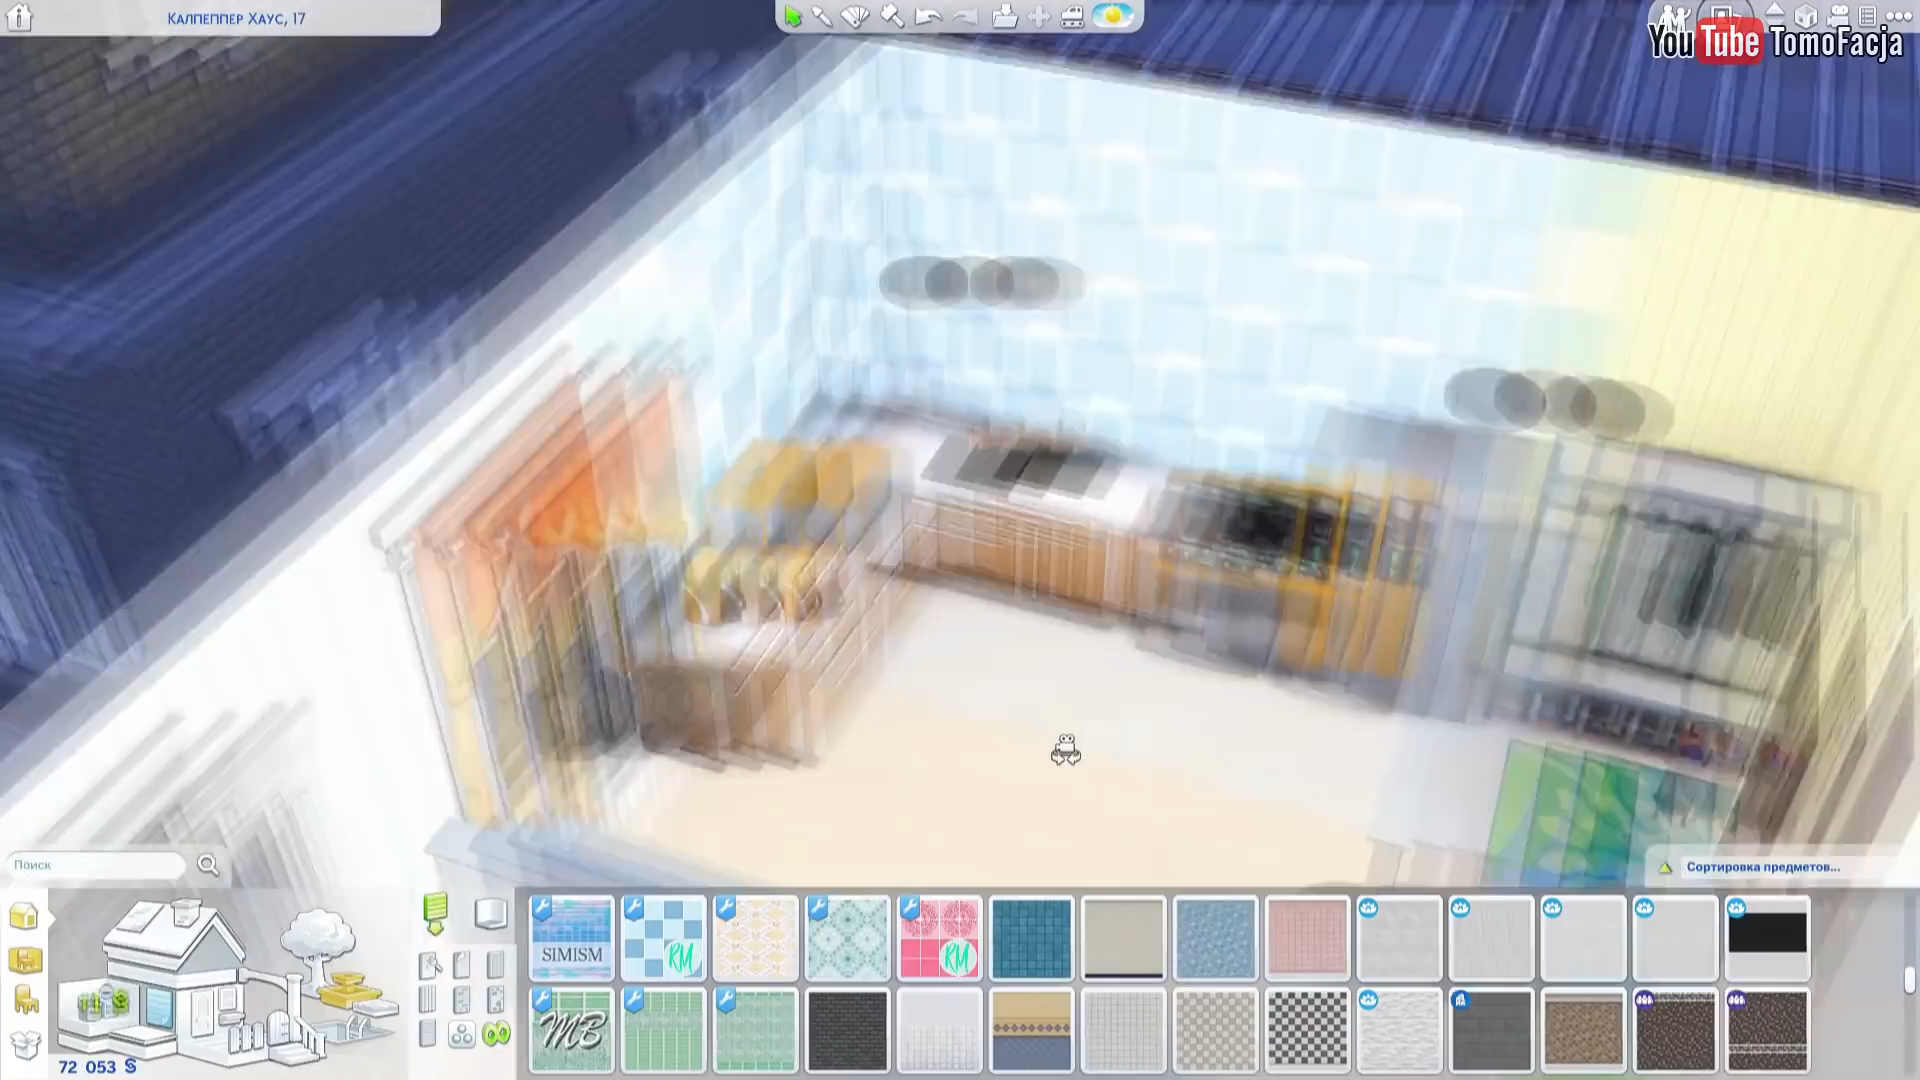 Калпеппер Хаус, 17
YouTube TomoFacja
Поиск
Сортировка предметов...
SIMISM
RM
RM
MB
72 053 §